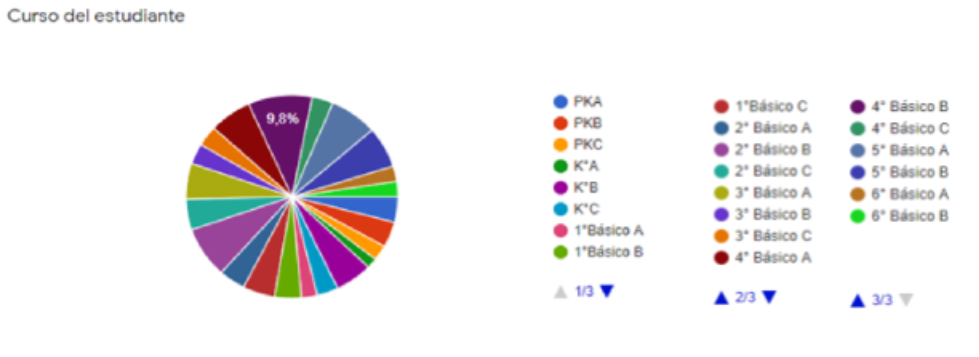 Curso del estudiante
9,8%
PKA
PKB
PKC
K°A
K°B
K°C
1°Básico A
1°Básico B
▲ 1/3 ▼
1°Básico C
2° Básico A
2° Básico B
2° Básico C
3° Básico A
3° Básico B
3° Básico C
4° Básico A
▲ 2/3 ▼
4° Básico B
4° Básico C
5° Básico A
5° Básico B
6° Básico A
6° Básico B
▲ 3/3 ▼